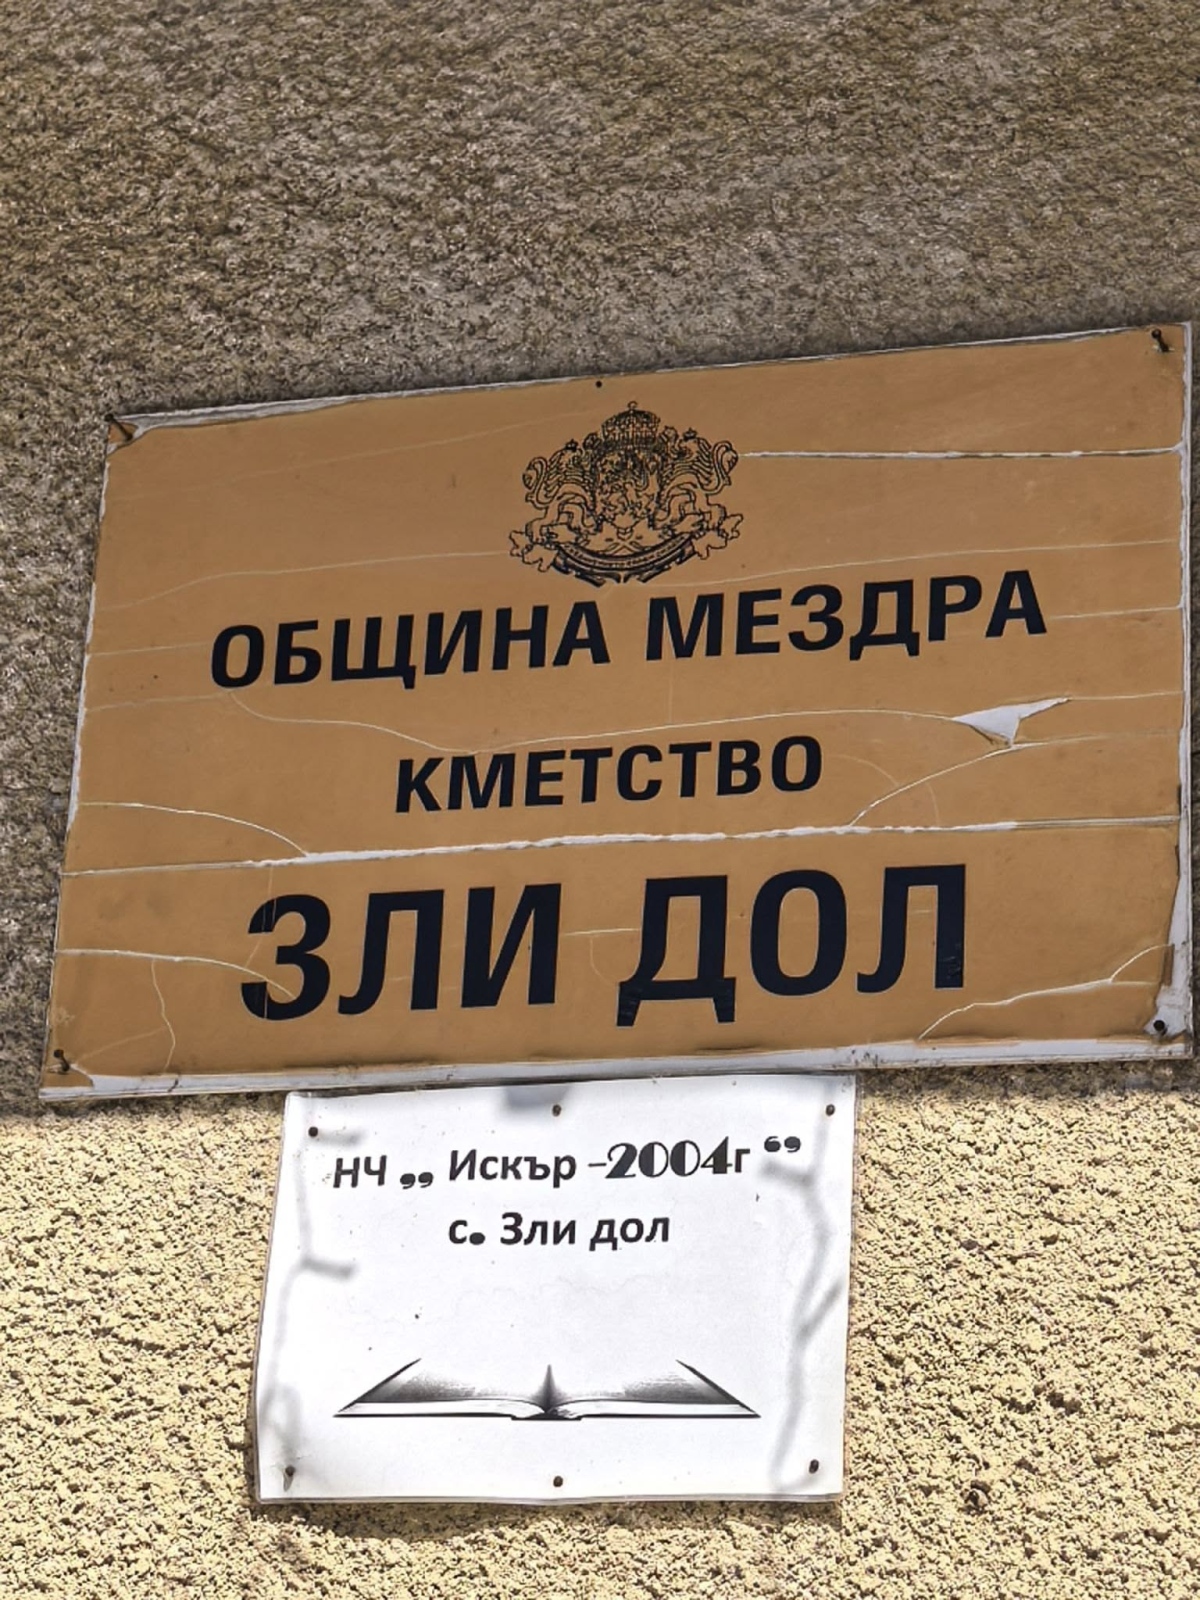 ОБЩИНА МЕЗДРА
КМЕТСТВО
ЗЛИ ДОЛ
НЧ „ Искър -2004г “
с. Зли дол